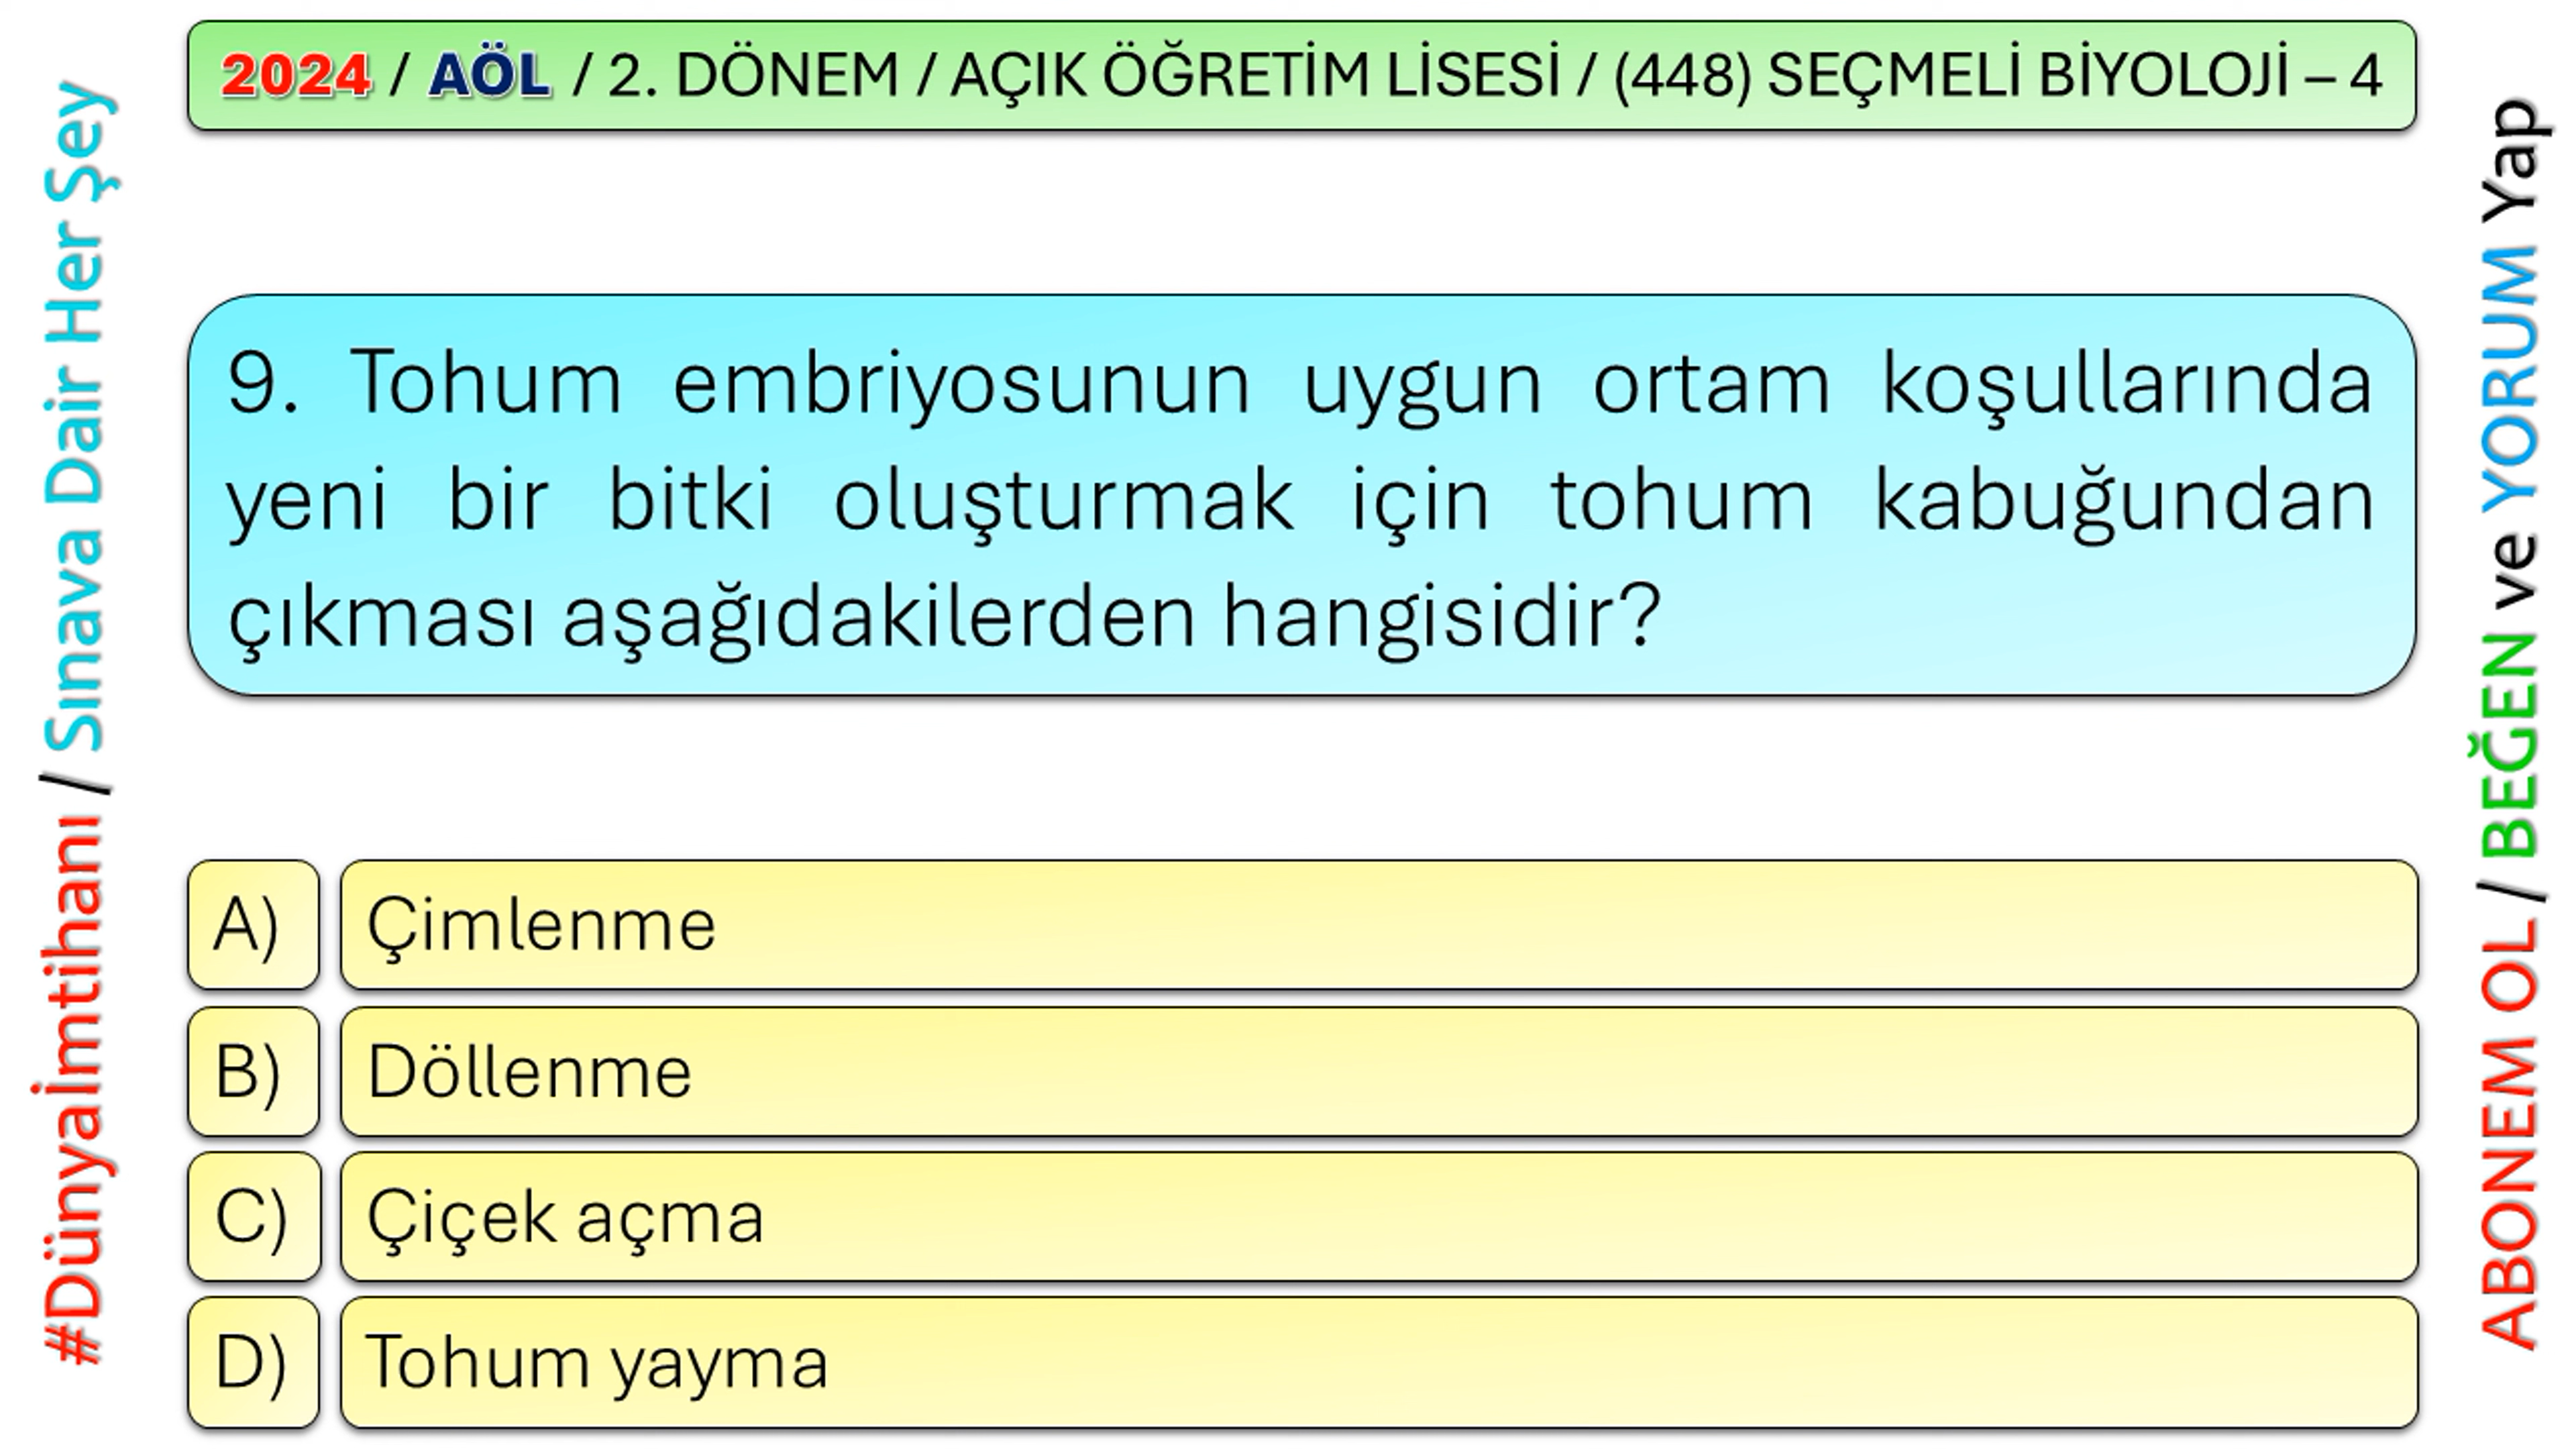 2024 / AÖL / 2. DÖNEM / AÇIK ÖĞRETİM LİSESİ / (448) SEÇMELİ BİYOLOJİ – 4
#Dünyaİmtihanı / Sınava Dair Her Şey
9. Tohum embriyosunun uygun ortam koşullarında
yeni bir bitki oluşturmak için tohum kabuğundan
çıkması aşağıdakilerden hangisidir?
A) Çimlenme
B) Döllenme
C) Çiçek açma
D) Tohum yayma
ABONEM OL / BEĞEN ve YORUM Yap